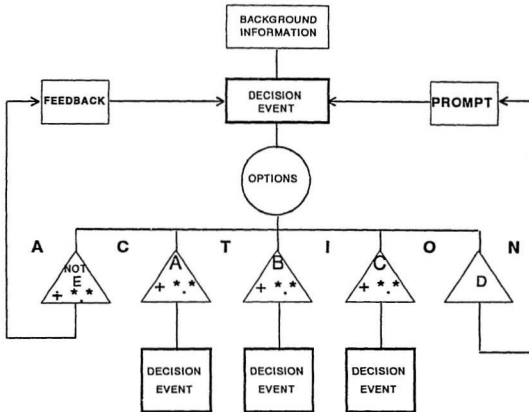 BACKGROUND
INFORMATION
FEEDBACK
DECISION
EVENT
PROMPT
OPTIONS
A C T I O N
NOT
E
+ *.*
A
+ *.*
B
+ *.*
C
+ *.*
D
DECISION
EVENT
DECISION
EVENT
DECISION
EVENT